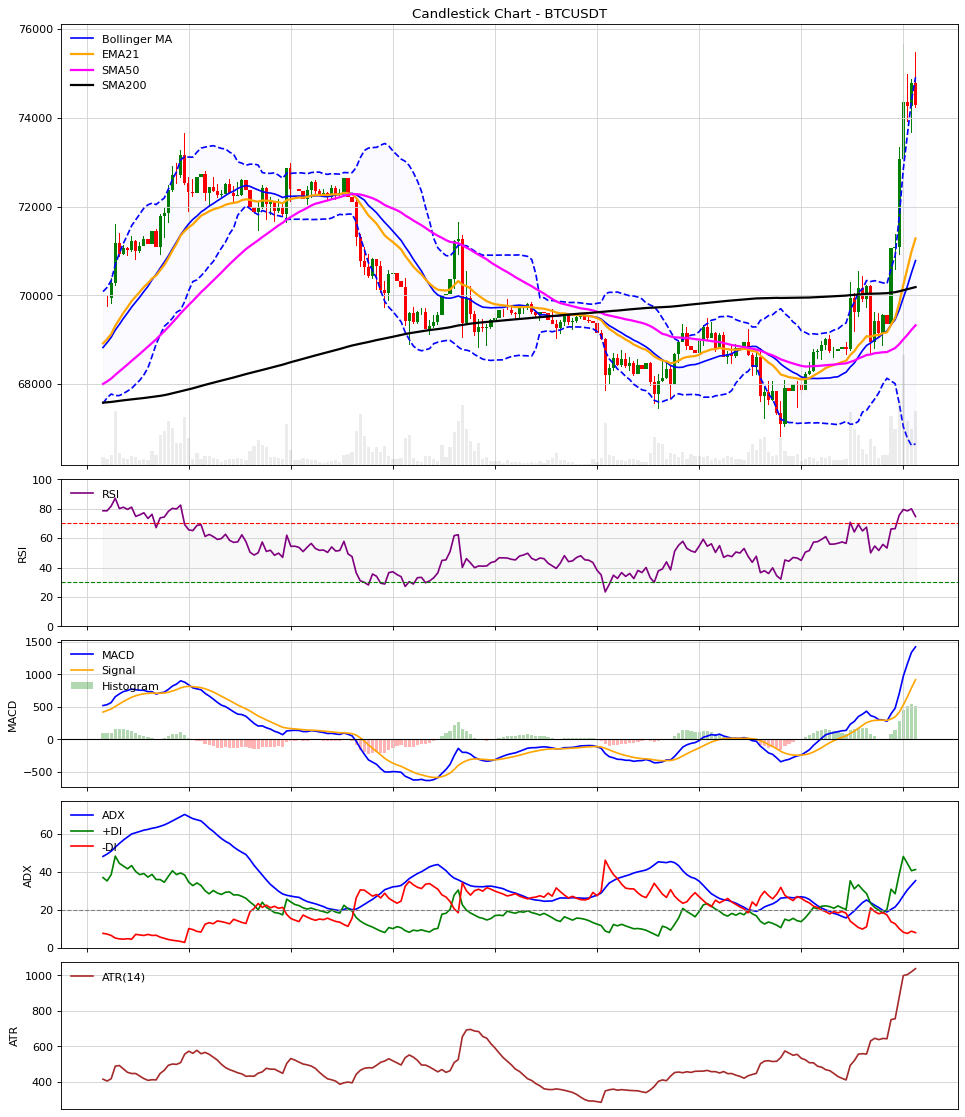 Candlestick Chart - BTCUSDT
76000
74000
72000
70000
68000
Bollinger MA
EMA21
SMA50
SMA200
100
80
60
40
20
0
RSI
RSI
1500
1000
500
0
−500
MACD
MACD
Signal
Histogram
60
40
20
0
ADX
ADX
+DI
-DI
1000
800
600
400
ATR
ATR(14)